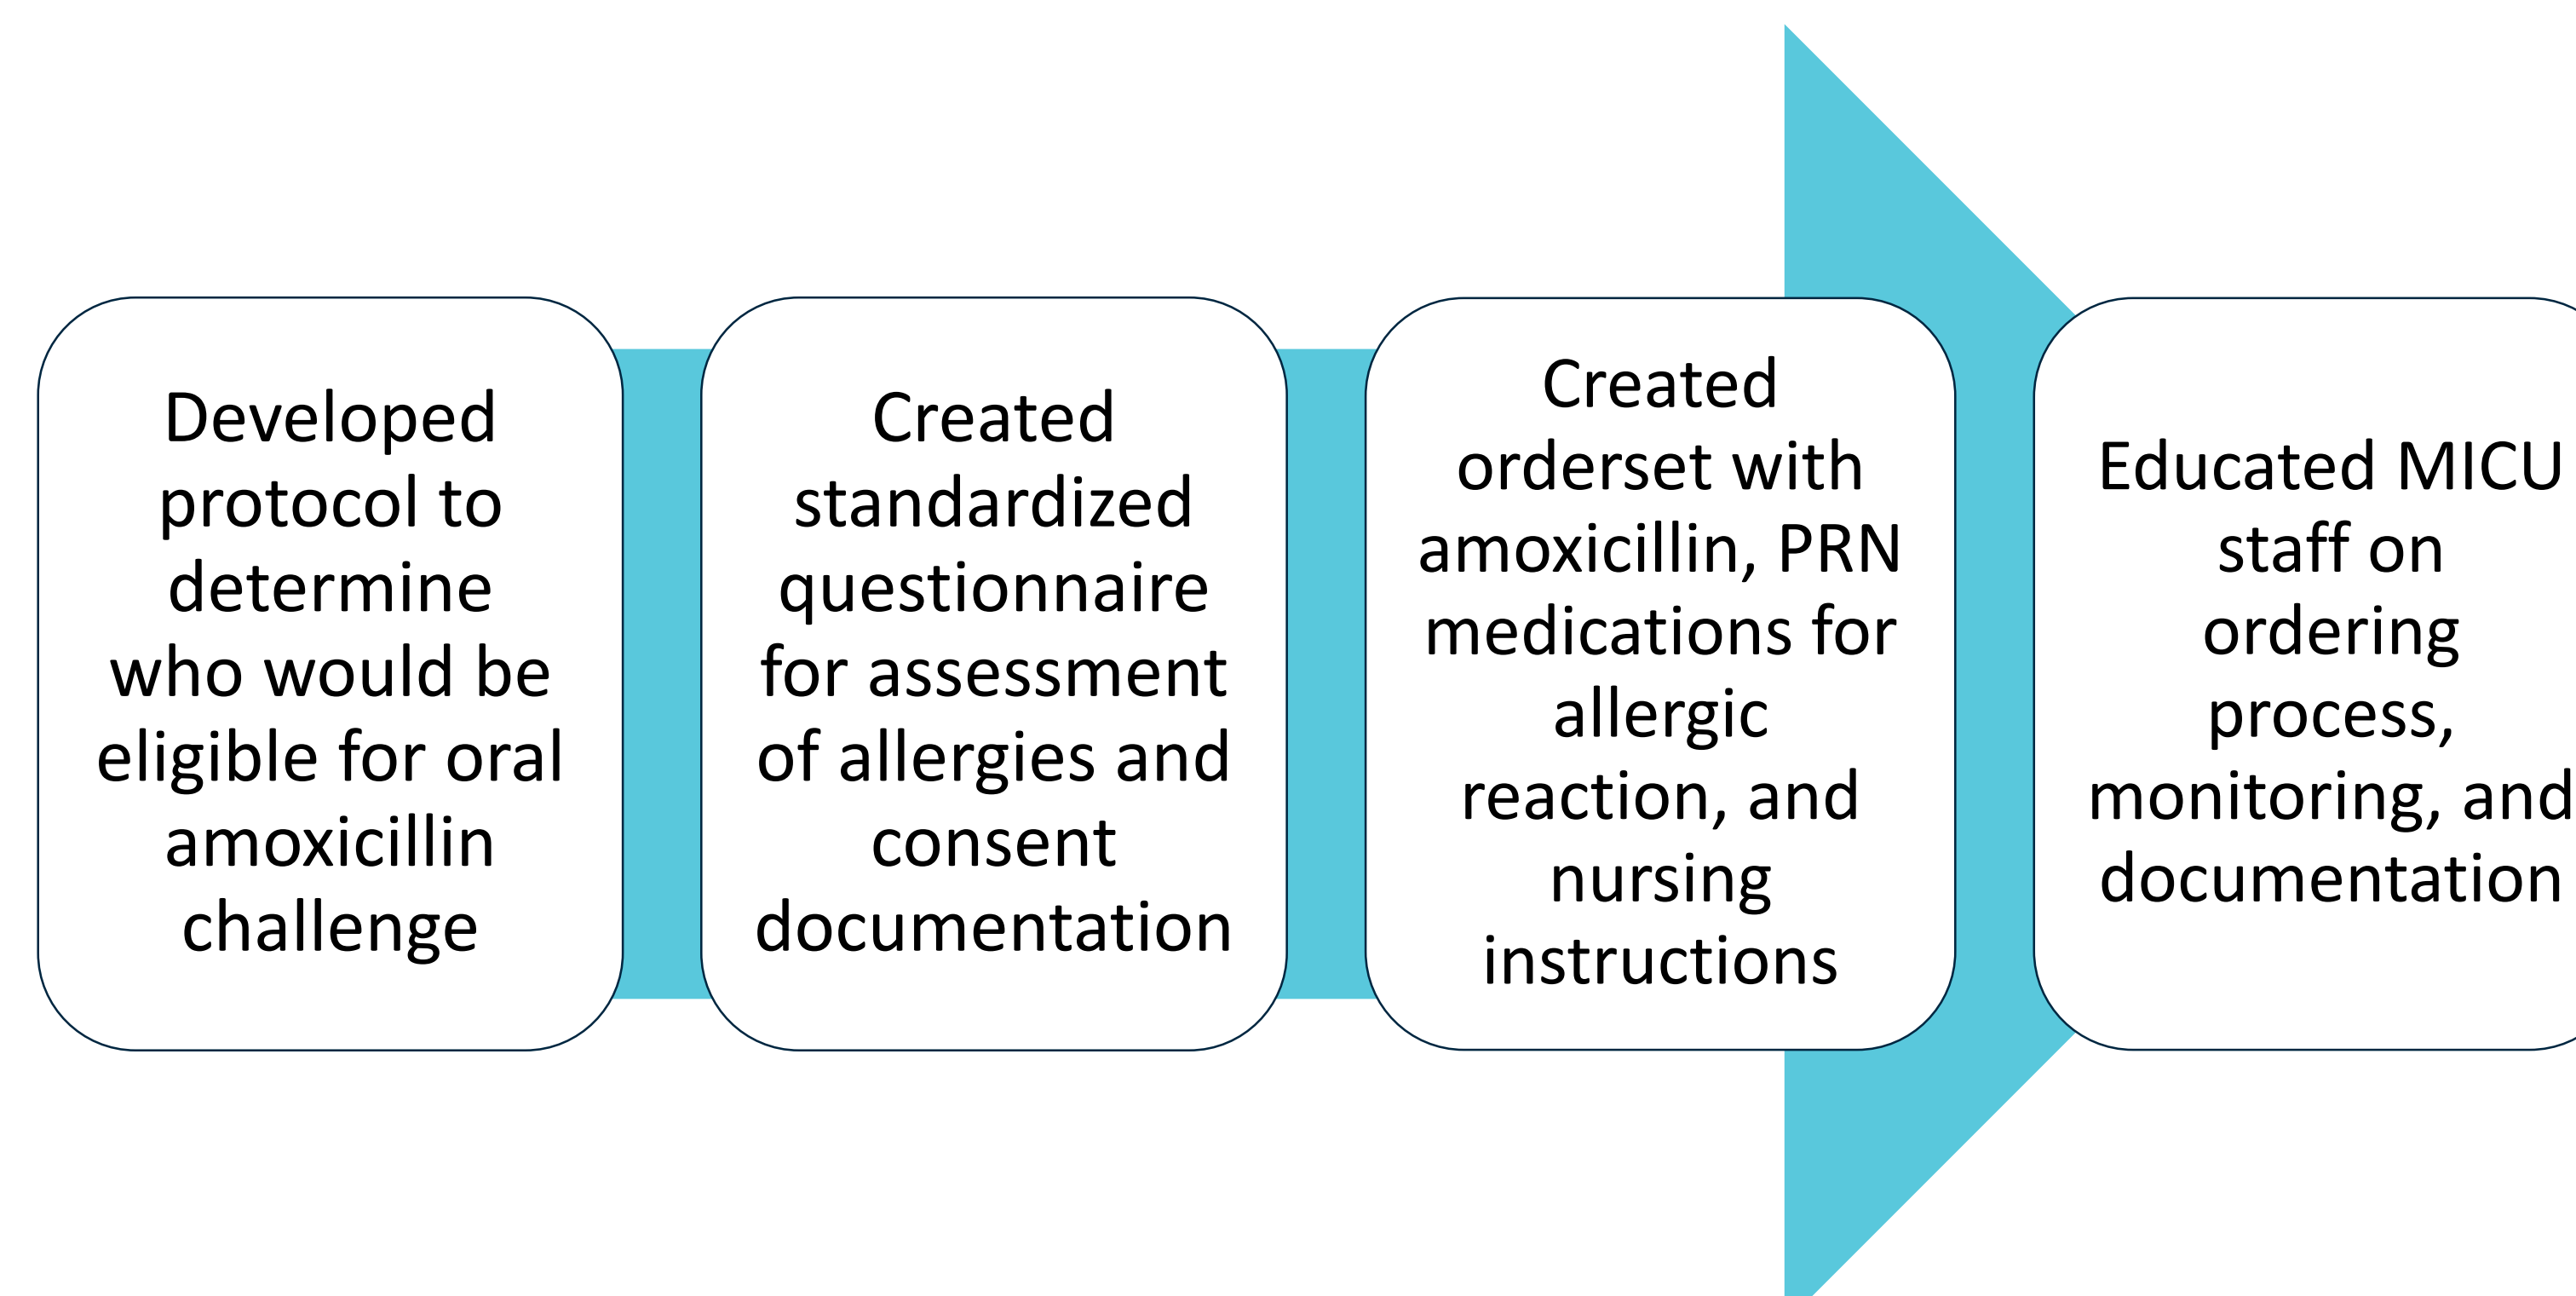 Developed
protocol to
determine
who would be
eligible for oral
amoxicillin
challenge
Created
standardized
questionnaire
for assessment
of allergies and
consent
documentation
Created
orderset with
amoxicillin, PRN
medications for
allergic
reaction, and
nursing
instructions
Educated MICU
staff on
ordering
process,
monitoring, and
documentation